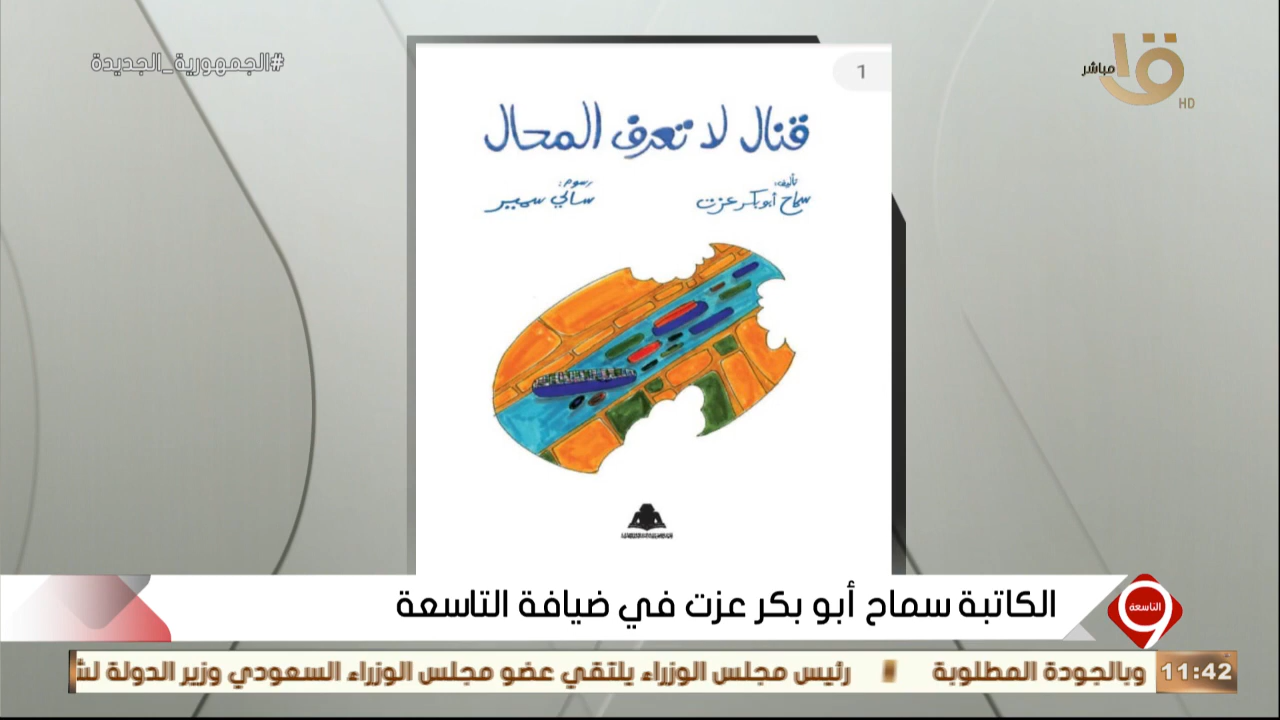 #الجمهورية_الجديدة
مباشر
HD
1
قنال لا تعرف المحال
تأليف:
سماح أبو بكر عزت
رسوم:
سالي سمير
الكاتبة سماح أبو بكر عزت في ضيافة التاسعة
التاسعة
9
11:42
وبالجودة المطلوبة
رئيس مجلس الوزراء يلتقي عضو مجلس الوزراء السعودي وزير الدولة لش